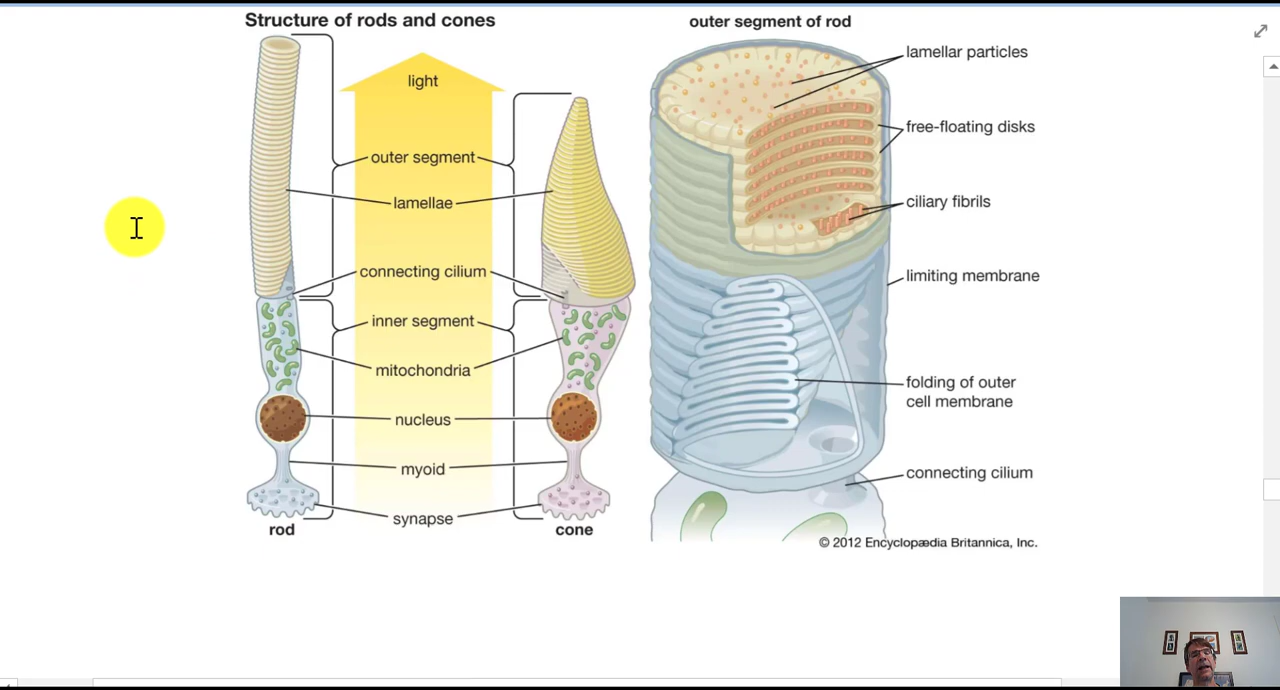 Structure of rods and cones
light
outer segment
lamellae
connecting cilium
inner segment
mitochondria
nucleus
myoid
synapse
rod
cone
outer segment of rod
lamellar particles
free-floating disks
ciliary fibrils
limiting membrane
folding of outer
cell membrane
connecting cilium
© 2012 Encyclopædia Britannica, Inc.